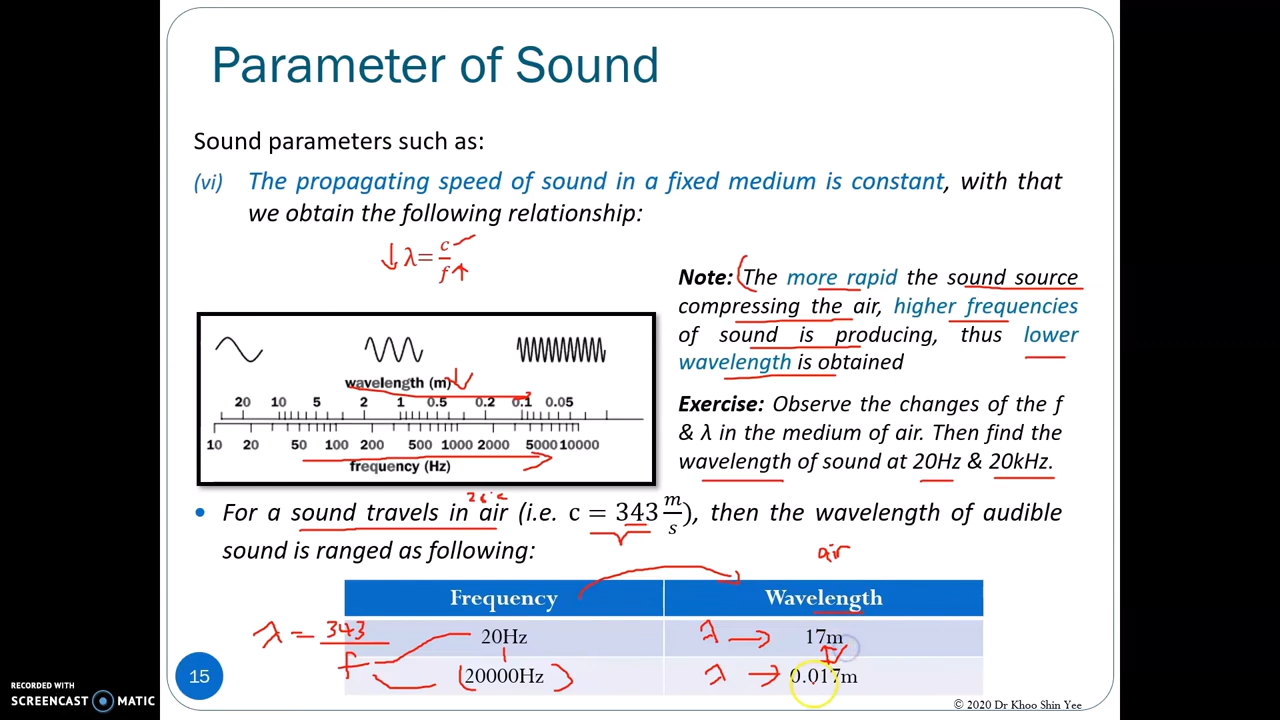 Parameter of Sound
Sound parameters such as:
(vi) The propagating speed of sound in a fixed medium is constant, with that
we obtain the following relationship:
↓ λ = c/f ↑
Note: The more rapid the sound source
compressing the air, higher frequencies
of sound is producing, thus lower
wavelength is obtained
wavelength (m) ↓
20 10 5 2 1 0.5 0.2 0.1 0.05
10 20 50 100 200 500 1000 2000 5000 10000
frequency (Hz)
Exercise: Observe the changes of the f
& λ in the medium of air. Then find the
wavelength of sound at 20Hz & 20kHz.
• For a sound travels in air (i.e. c = 343 m/s), then the wavelength of audible
sound is ranged as following:
air
Frequency Wavelength
λ = 343/f
20Hz λ → 17m
(20000Hz) λ → 0.017m
15
RECORDED WITH
SCREENCAST MATIC
© 2020 Dr Khoo Shin Yee